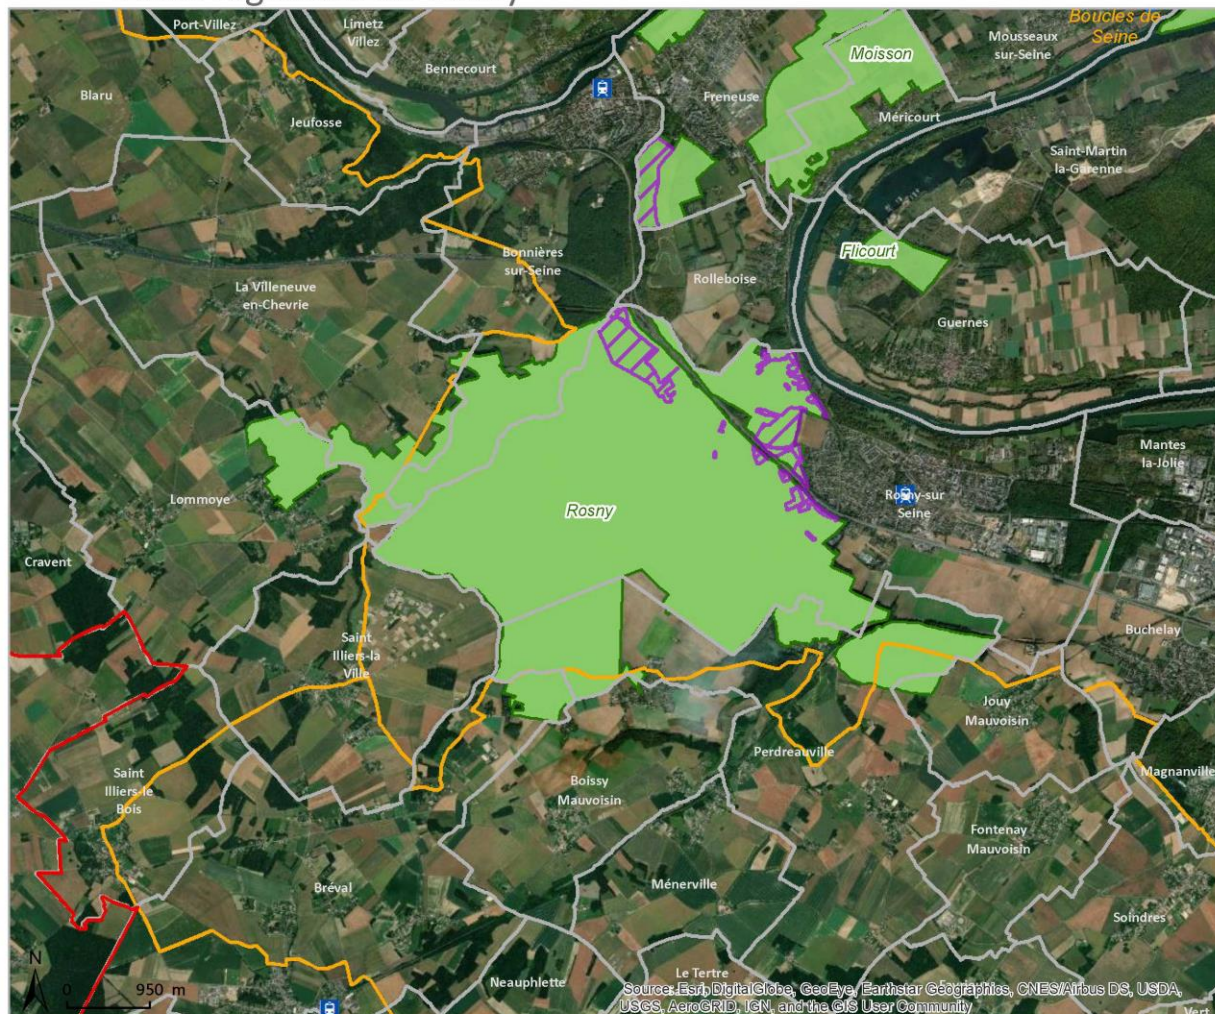 Port-Villez
Limetz
Villez
Boucles de
Seine
Mousseaux
sur-Seine
Moisson
Bennecourt
Blaru
Freneuse
Jeufosse
Méricourt
Saint-Martin
la-Garenne
Bonnières
sur-Seine
Flicourt
Rolleboise
La Villeneuve
en-Chevrie
Guernes
Mantes
la-Jolie
Lommoye
Rosny
Rosny-sur
Seine
Cravent
Saint
Illiers-la
Ville
Buchelay
Jouy
Mauvoisin
Perdreauville
Saint
Illiers-le
Bois
Boissy
Mauvoisin
Magnanville
Fontenay
Mauvoisin
Bréval
Ménerville
Soindres
N
0 950 m
Neauphlette
Le Tertre
Source: Esri, DigitalGlobe, GeoEye, Earthstar Geographics, CNES/Airbus DS, USDA,
USGS, AeroGRID, IGN, and the GIS User Community
Vert